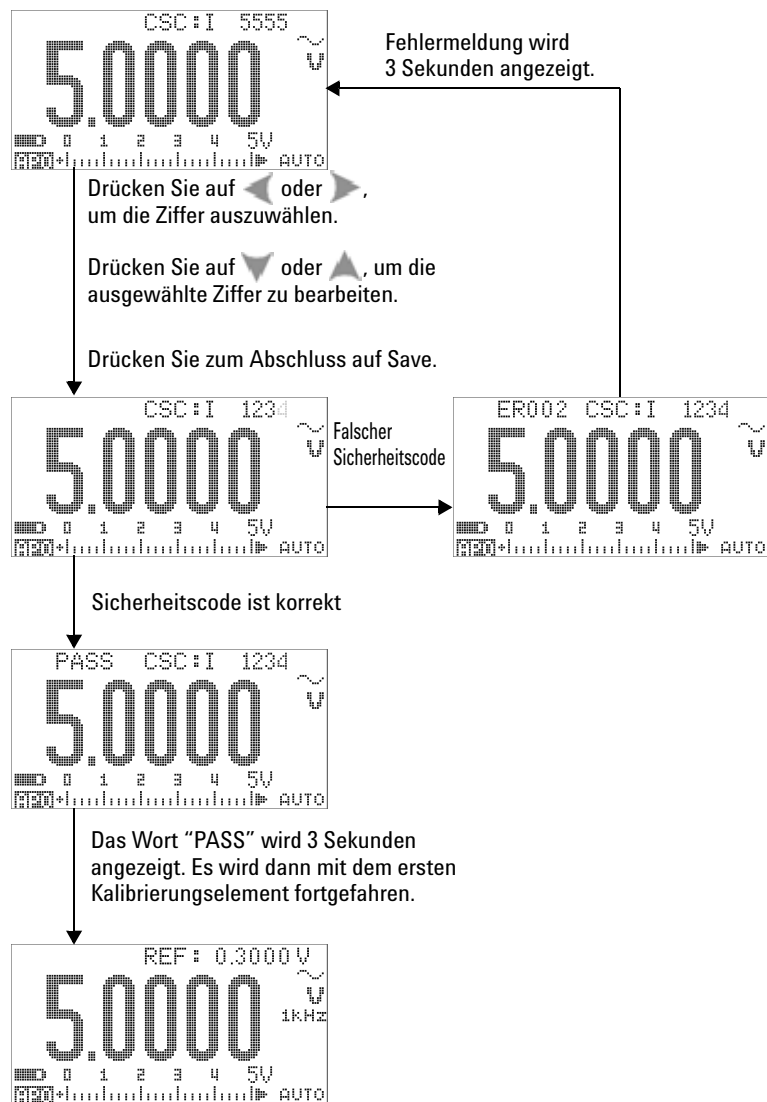 CSC:I 5555
5.0000
V
0 1 2 3 4 5V
APO AUTO
Fehlermeldung wird
3 Sekunden angezeigt.
Drücken Sie auf oder ,
um die Ziffer auszuwählen.
Drücken Sie auf oder , um die
ausgewählte Ziffer zu bearbeiten.
Drücken Sie zum Abschluss auf Save.
CSC:I 1234
5.0000
V
0 1 2 3 4 5V
APO AUTO
Falscher
Sicherheitscode
ER002 CSC:I 1234
5.0000
V
0 1 2 3 4 5V
APO AUTO
Sicherheitscode ist korrekt
PASS CSC:I 1234
5.0000
V
0 1 2 3 4 5V
APO AUTO
Das Wort “PASS” wird 3 Sekunden
angezeigt. Es wird dann mit dem ersten
Kalibrierungselement fortgefahren.
REF: 0.3000 V
5.0000
V
1kHz
0 1 2 3 4 5V
APO AUTO